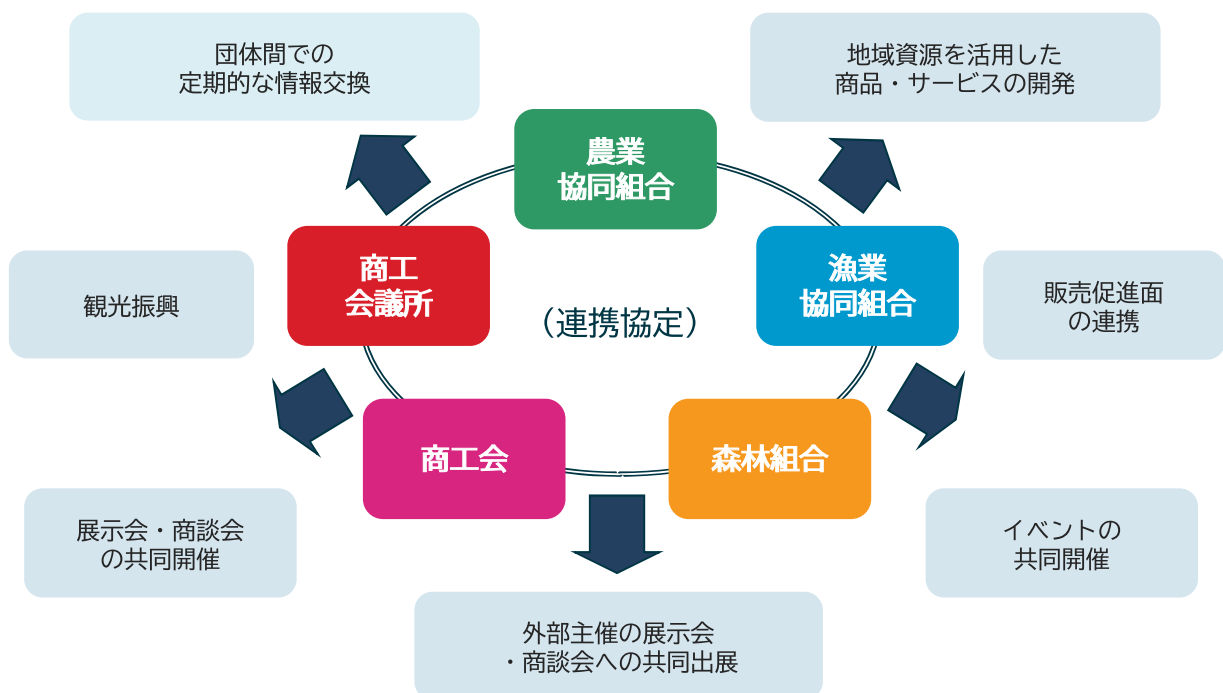 団体間での
定期的な情報交換
地域資源を活用した
商品・サービスの開発
農業
協同組合
商工
会議所
漁業
協同組合
観光振興
（連携協定）
販売促進面
の連携
商工会
森林組合
展示会・商談会
の共同開催
イベントの
共同開催
外部主催の展示会
・商談会への共同出展